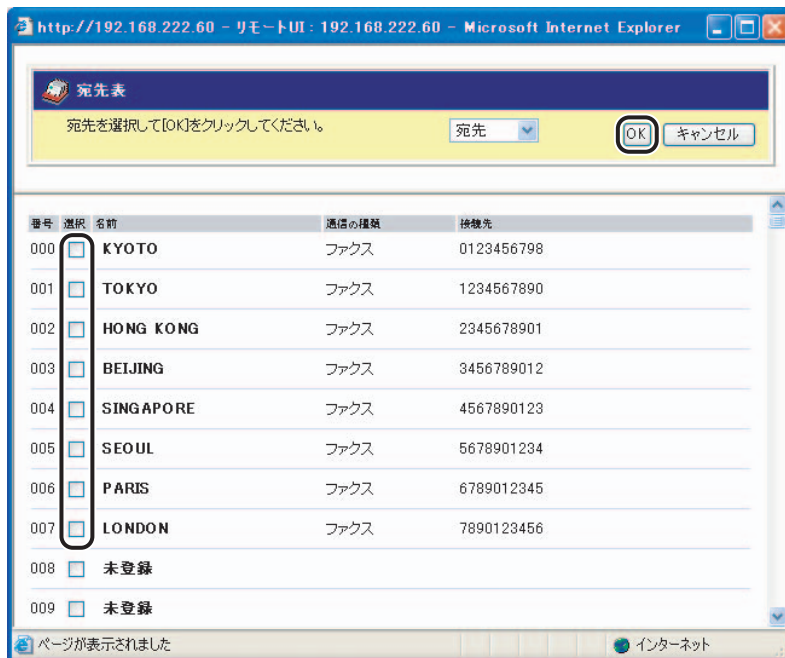 http://192.168.222.60 - リモートUI : 192.168.222.60 - Microsoft Internet Explorer
宛先表
宛先を選択して[OK]をクリックしてください。 宛先 OK キャンセル
番号 選択 名前 通信の種類 接続先
000 KYOTO ファクス 0123456798
001 TOKYO ファクス 1234567890
002 HONG KONG ファクス 2345678901
003 BEIJING ファクス 3456789012
004 SINGAPORE ファクス 4567890123
005 SEOUL ファクス 5678901234
006 PARIS ファクス 6789012345
007 LONDON ファクス 7890123456
008 未登録
009 未登録
ページが表示されました インターネット